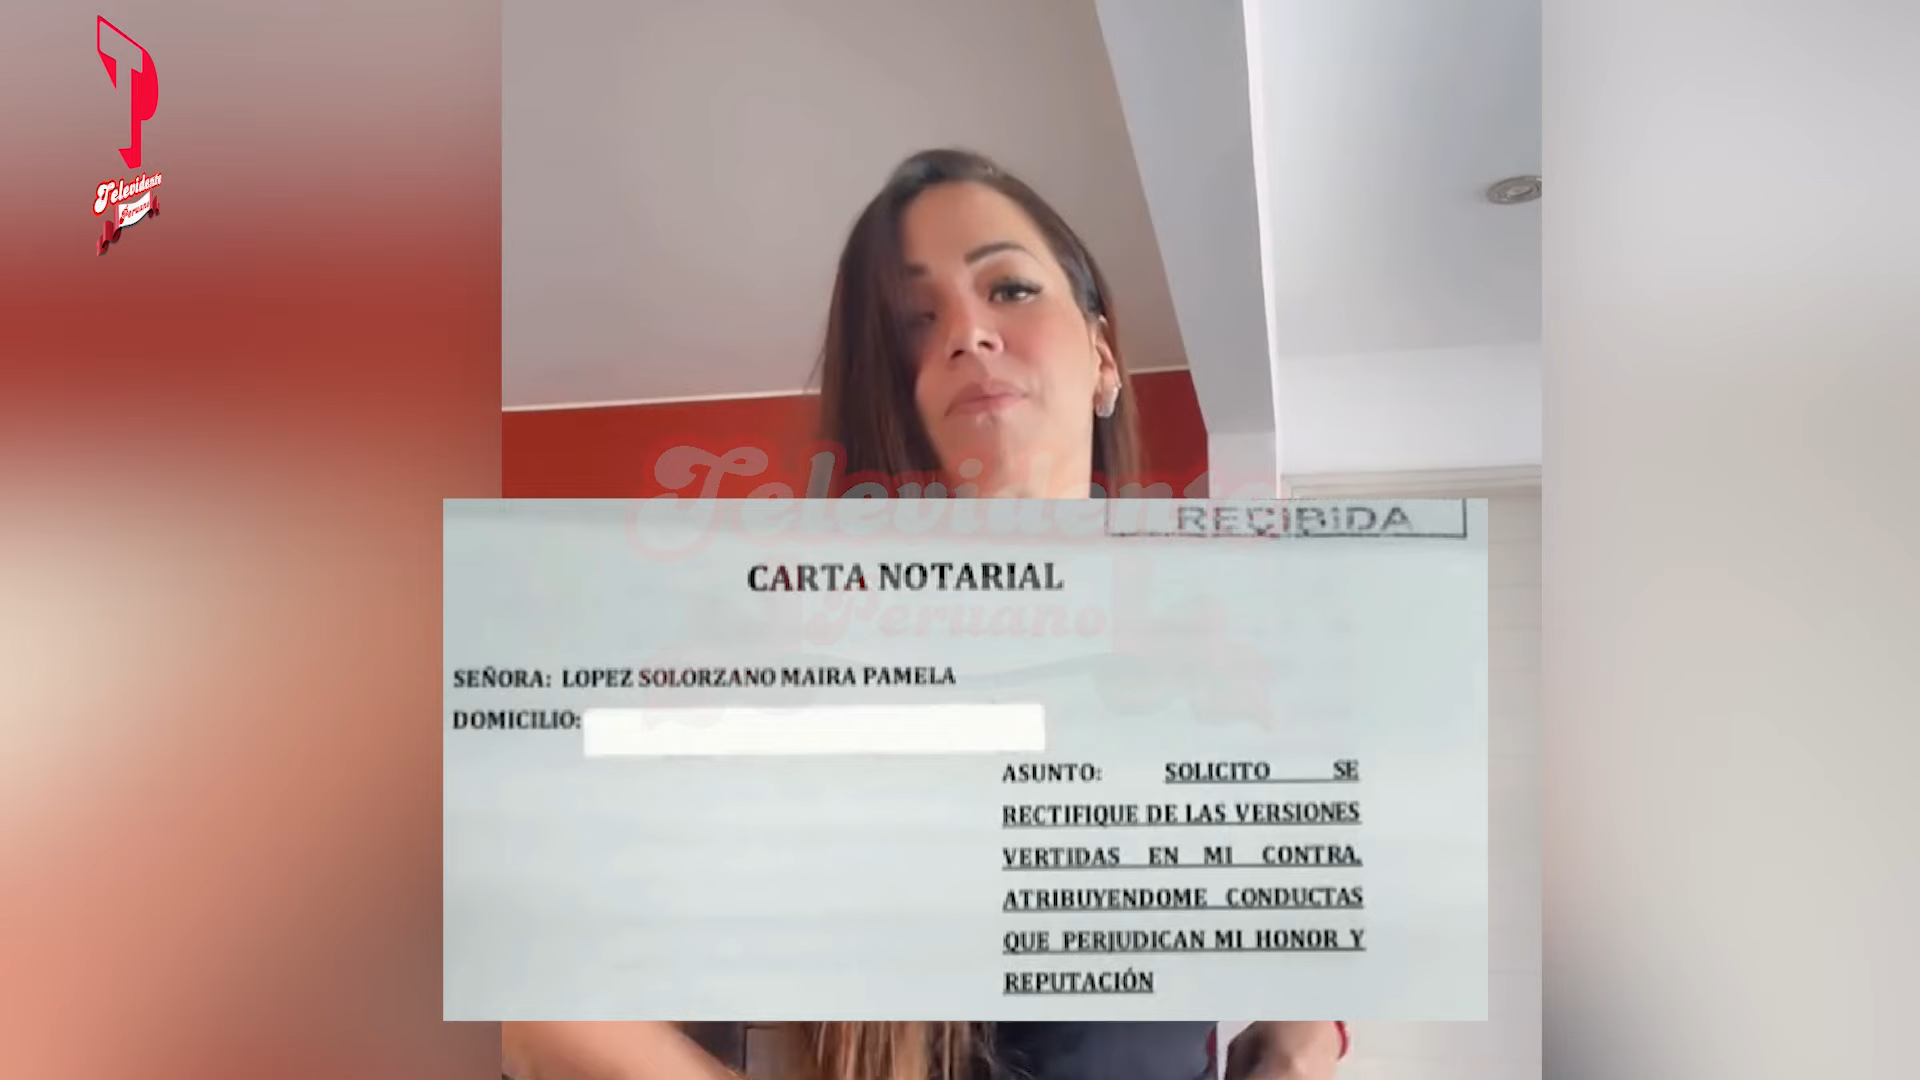 TP
Televidente
Peruano
Televidente
Peruano
RECIBIDA
CARTA NOTARIAL
SEÑORA: LOPEZ SOLORZANO MAIRA PAMELA
DOMICILIO:
ASUNTO: SOLICITO SE
RECTIFIQUE DE LAS VERSIONES
VERTIDAS EN MI CONTRA,
ATRIBUYENDOME CONDUCTAS
QUE PERJUDICAN MI HONOR Y
REPUTACIÓN